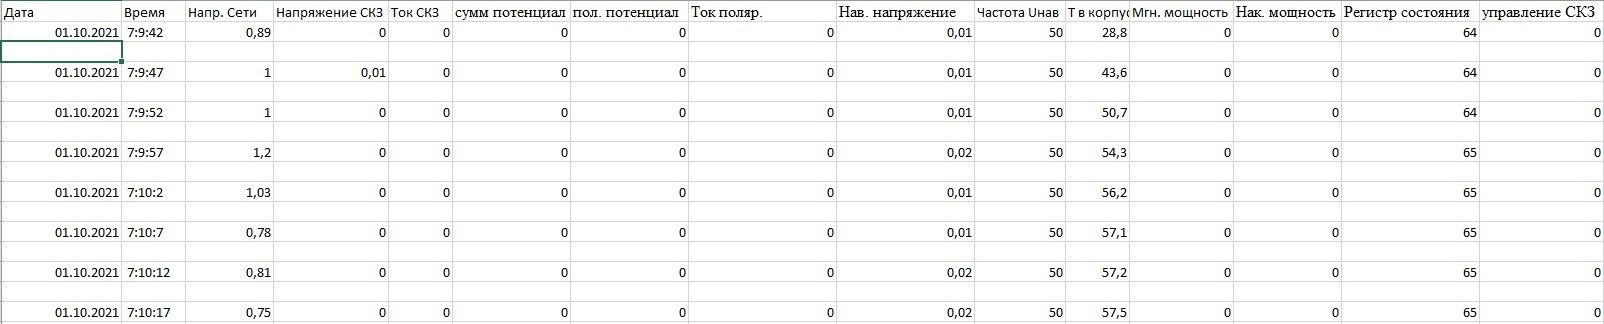 Дата Время Напр. Сети Напряжение СКЗ Ток СКЗ сумм потенциал пол. потенциал Ток поляр. Нав. напряжение Частота Uнав Т в корпус Мгн. мощность Нак. мощность Регистр состояния управление СКЗ
01.10.2021 7:9:42 0,89 0 0 0 0 0 0,01 50 28,8 0 0 64 0
01.10.2021 7:9:47 1 0,01 0 0 0 0 0,01 50 43,6 0 0 64 0
01.10.2021 7:9:52 1 0 0 0 0 0 0,01 50 50,7 0 0 64 0
01.10.2021 7:9:57 1,2 0 0 0 0 0 0,02 50 54,3 0 0 65 0
01.10.2021 7:10:2 1,03 0 0 0 0 0 0,01 50 56,2 0 0 65 0
01.10.2021 7:10:7 0,78 0 0 0 0 0 0,01 50 57,1 0 0 65 0
01.10.2021 7:10:12 0,81 0 0 0 0 0 0,02 50 57,2 0 0 65 0
01.10.2021 7:10:17 0,75 0 0 0 0 0 0,02 50 57,5 0 0 65 0